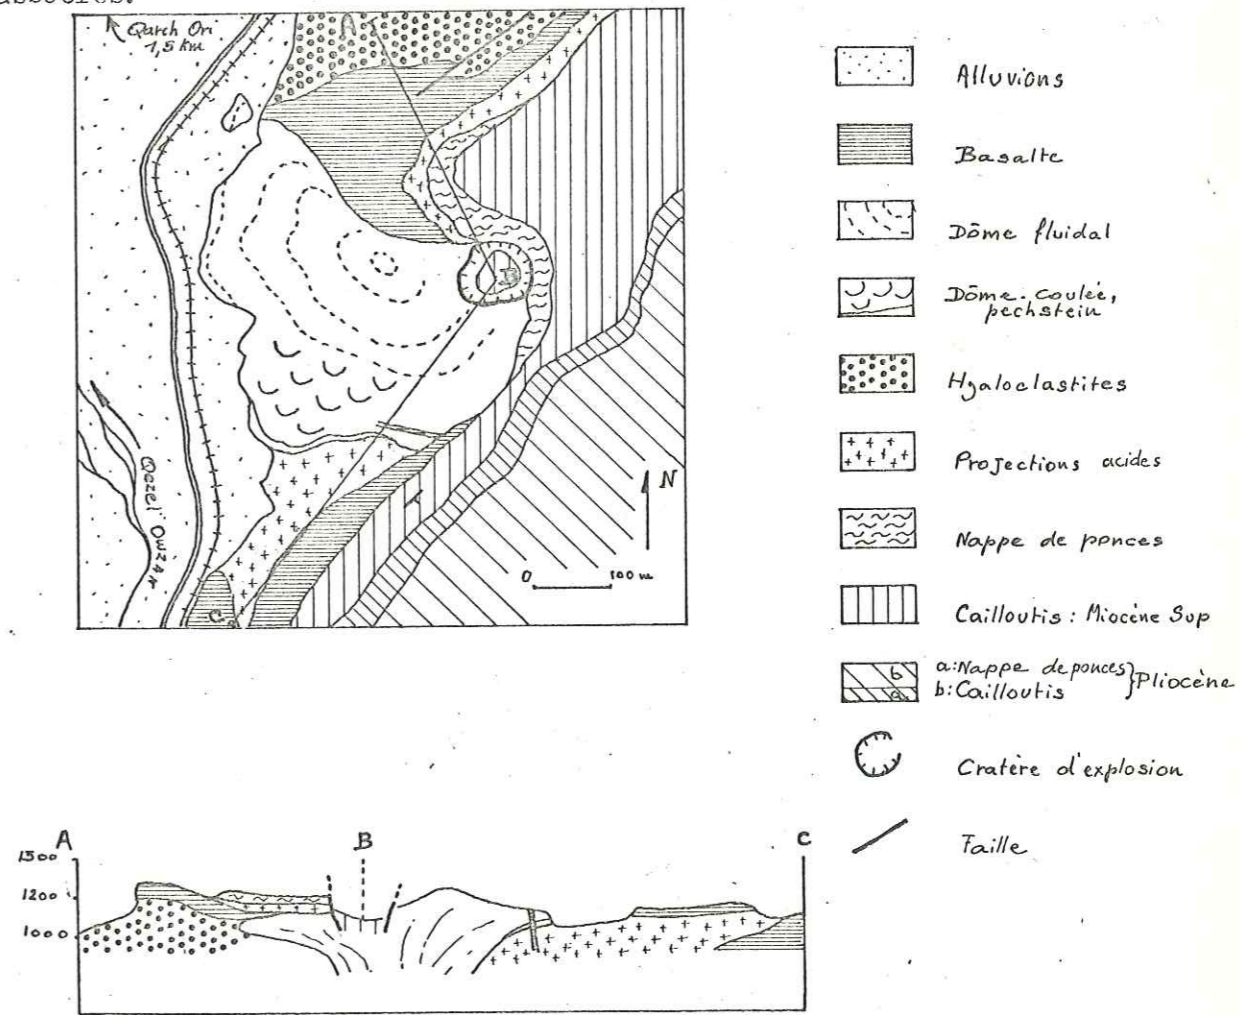 Qarch Ori
1,5 km
A
B
C
Qezel Owzan
N
0 100 m
Alluvions
Basalte
Dôme fluidal
Dôme-coulée,
pechstein
Hyaloclastites
Projections acides
Nappe de ponces
Cailloutis : Miocène Sup
b
a
a:Nappe de ponces
b:Cailloutis
}Pliocène
Cratère d'explosion
Faille
A
B
C
1300
1200
1000